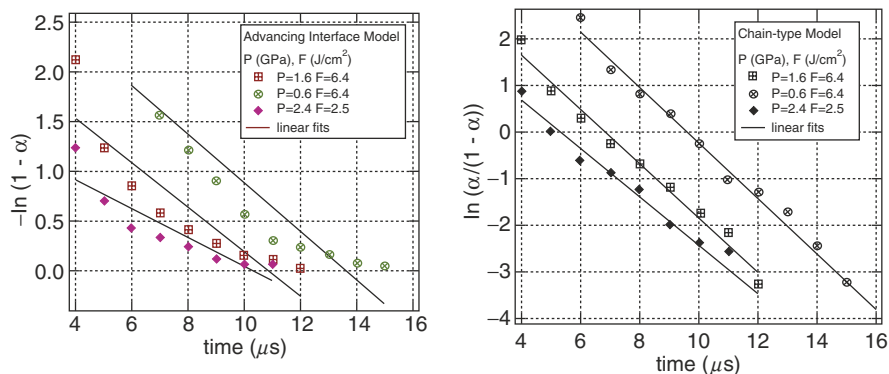 Advancing Interface Model
P (GPa), F (J/cm²)
P=1.6 F=6.4
P=0.6 F=6.4
P=2.4 F=2.5
linear fits
−ln (1 - α)
2.5
2.0
1.5
1.0
0.5
0.0
4 6 8 10 12 14 16
time (μs)
Chain-type Model
P (GPa), F (J/cm²)
P=1.6 F=6.4
P=0.6 F=6.4
P=2.4 F=2.5
linear fits
ln (α/(1 - α))
2
1
0
−1
−2
−3
−4
4 6 8 10 12 14 16
time (μs)